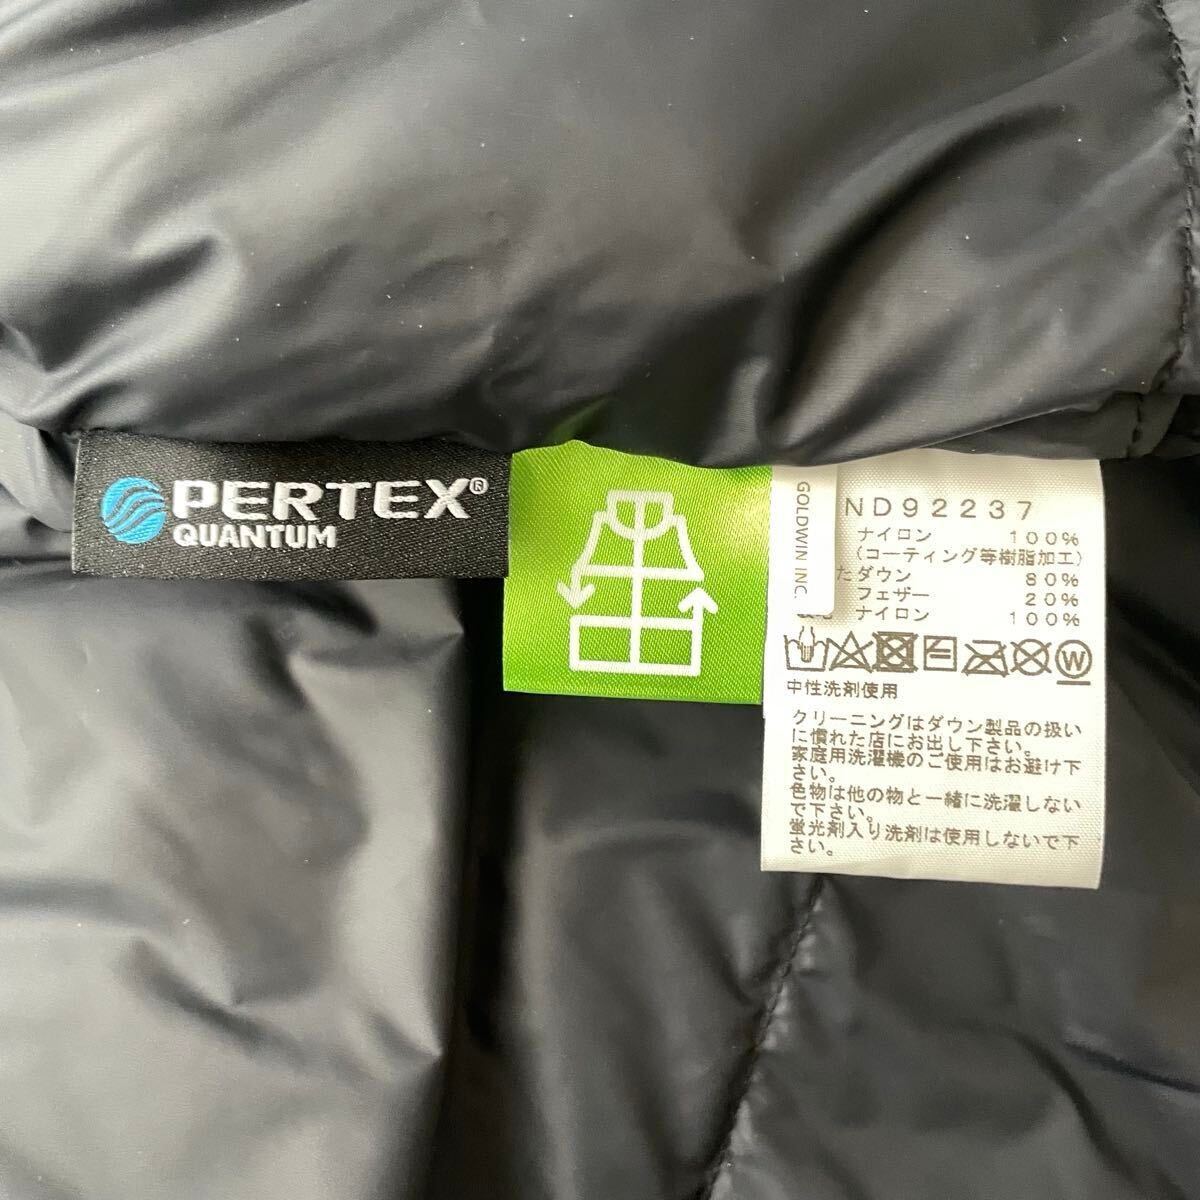 PERTEX®
QUANTUM
GOLDWIN INC.
ND92237
ナイロン 100%
(コーティング等樹脂加工)
たダウン 80%
フェザー 20%
ナイロン 100%
W
中性洗剤使用
クリーニングはダウン製品の扱い
に慣れた店にお出し下さい。
家庭用洗濯機のご使用はお避け下
さい。
色物は他の物と一緒に洗濯しない
で下さい。
蛍光剤入り洗剤は使用しないで下
さい。